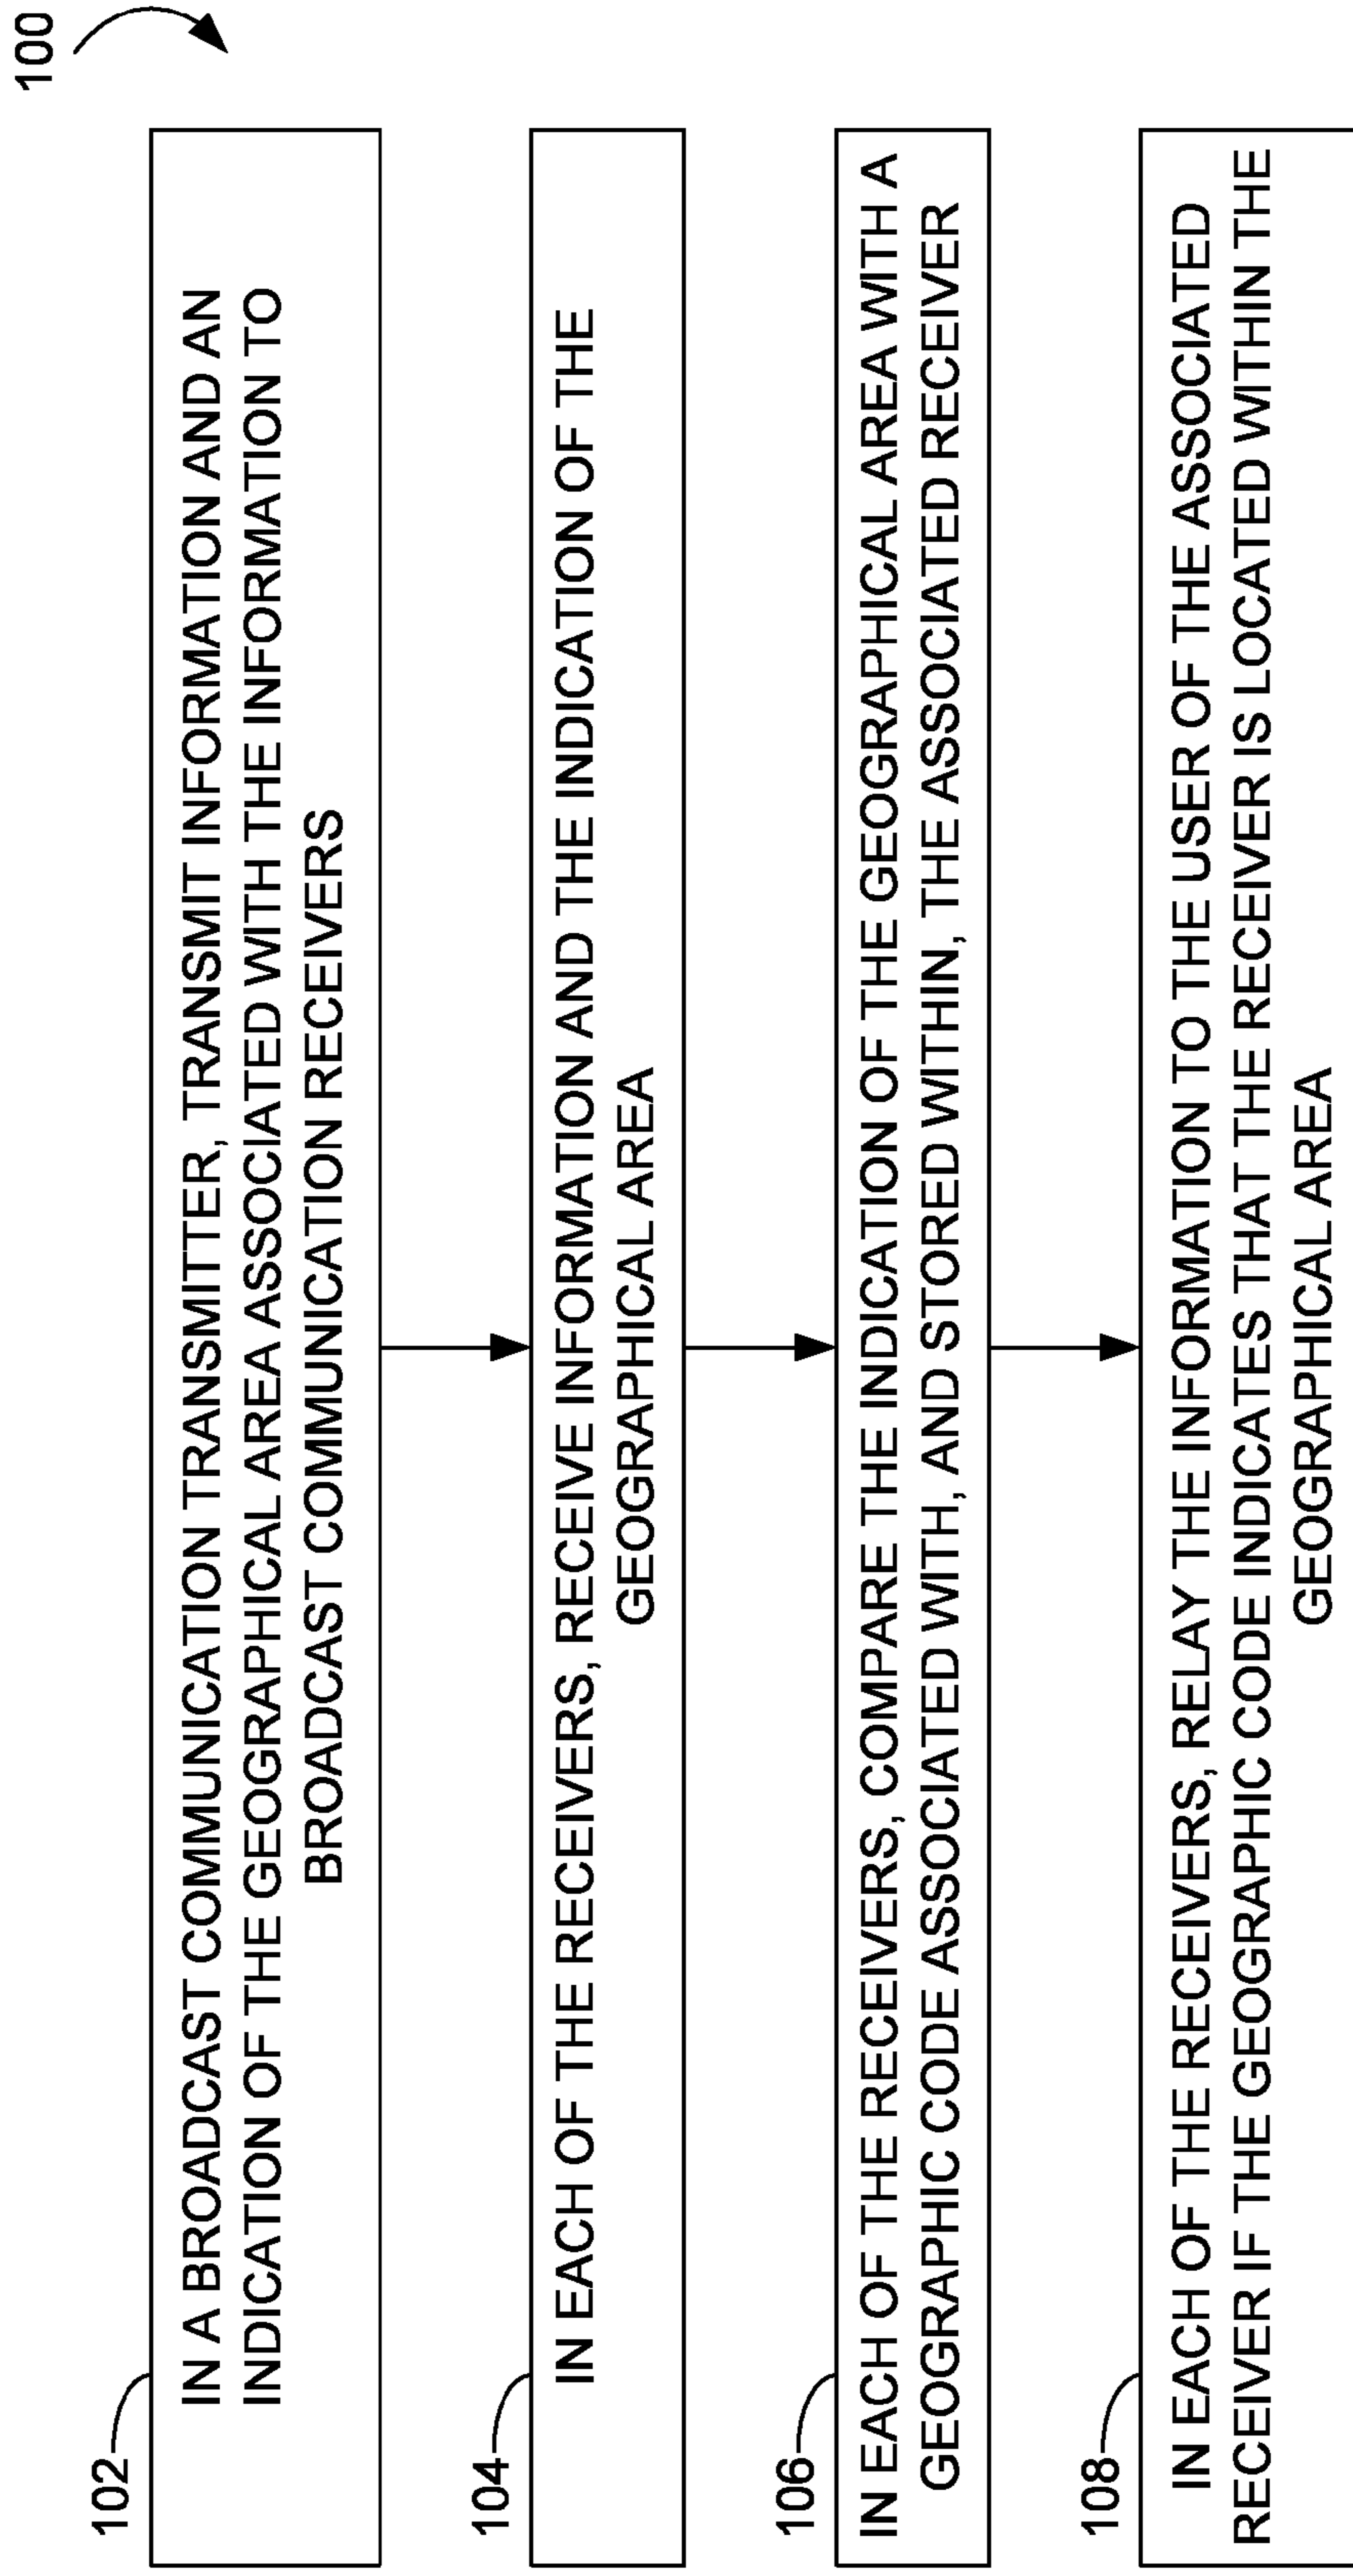 100
102
IN A BROADCAST COMMUNICATION TRANSMITTER, TRANSMIT INFORMATION AND AN
INDICATION OF THE GEOGRAPHICAL AREA ASSOCIATED WITH THE INFORMATION TO
BROADCAST COMMUNICATION RECEIVERS
104
IN EACH OF THE RECEIVERS, RECEIVE INFORMATION AND THE INDICATION OF THE
GEOGRAPHICAL AREA
106
IN EACH OF THE RECEIVERS, COMPARE THE INDICATION OF THE GEOGRAPHICAL AREA WITH A
GEOGRAPHIC CODE ASSOCIATED WITH, AND STORED WITHIN, THE ASSOCIATED RECEIVER
108
IN EACH OF THE RECEIVERS, RELAY THE INFORMATION TO THE USER OF THE ASSOCIATED
RECEIVER IF THE GEOGRAPHIC CODE INDICATES THAT THE RECEIVER IS LOCATED WITHIN THE
GEOGRAPHICAL AREA